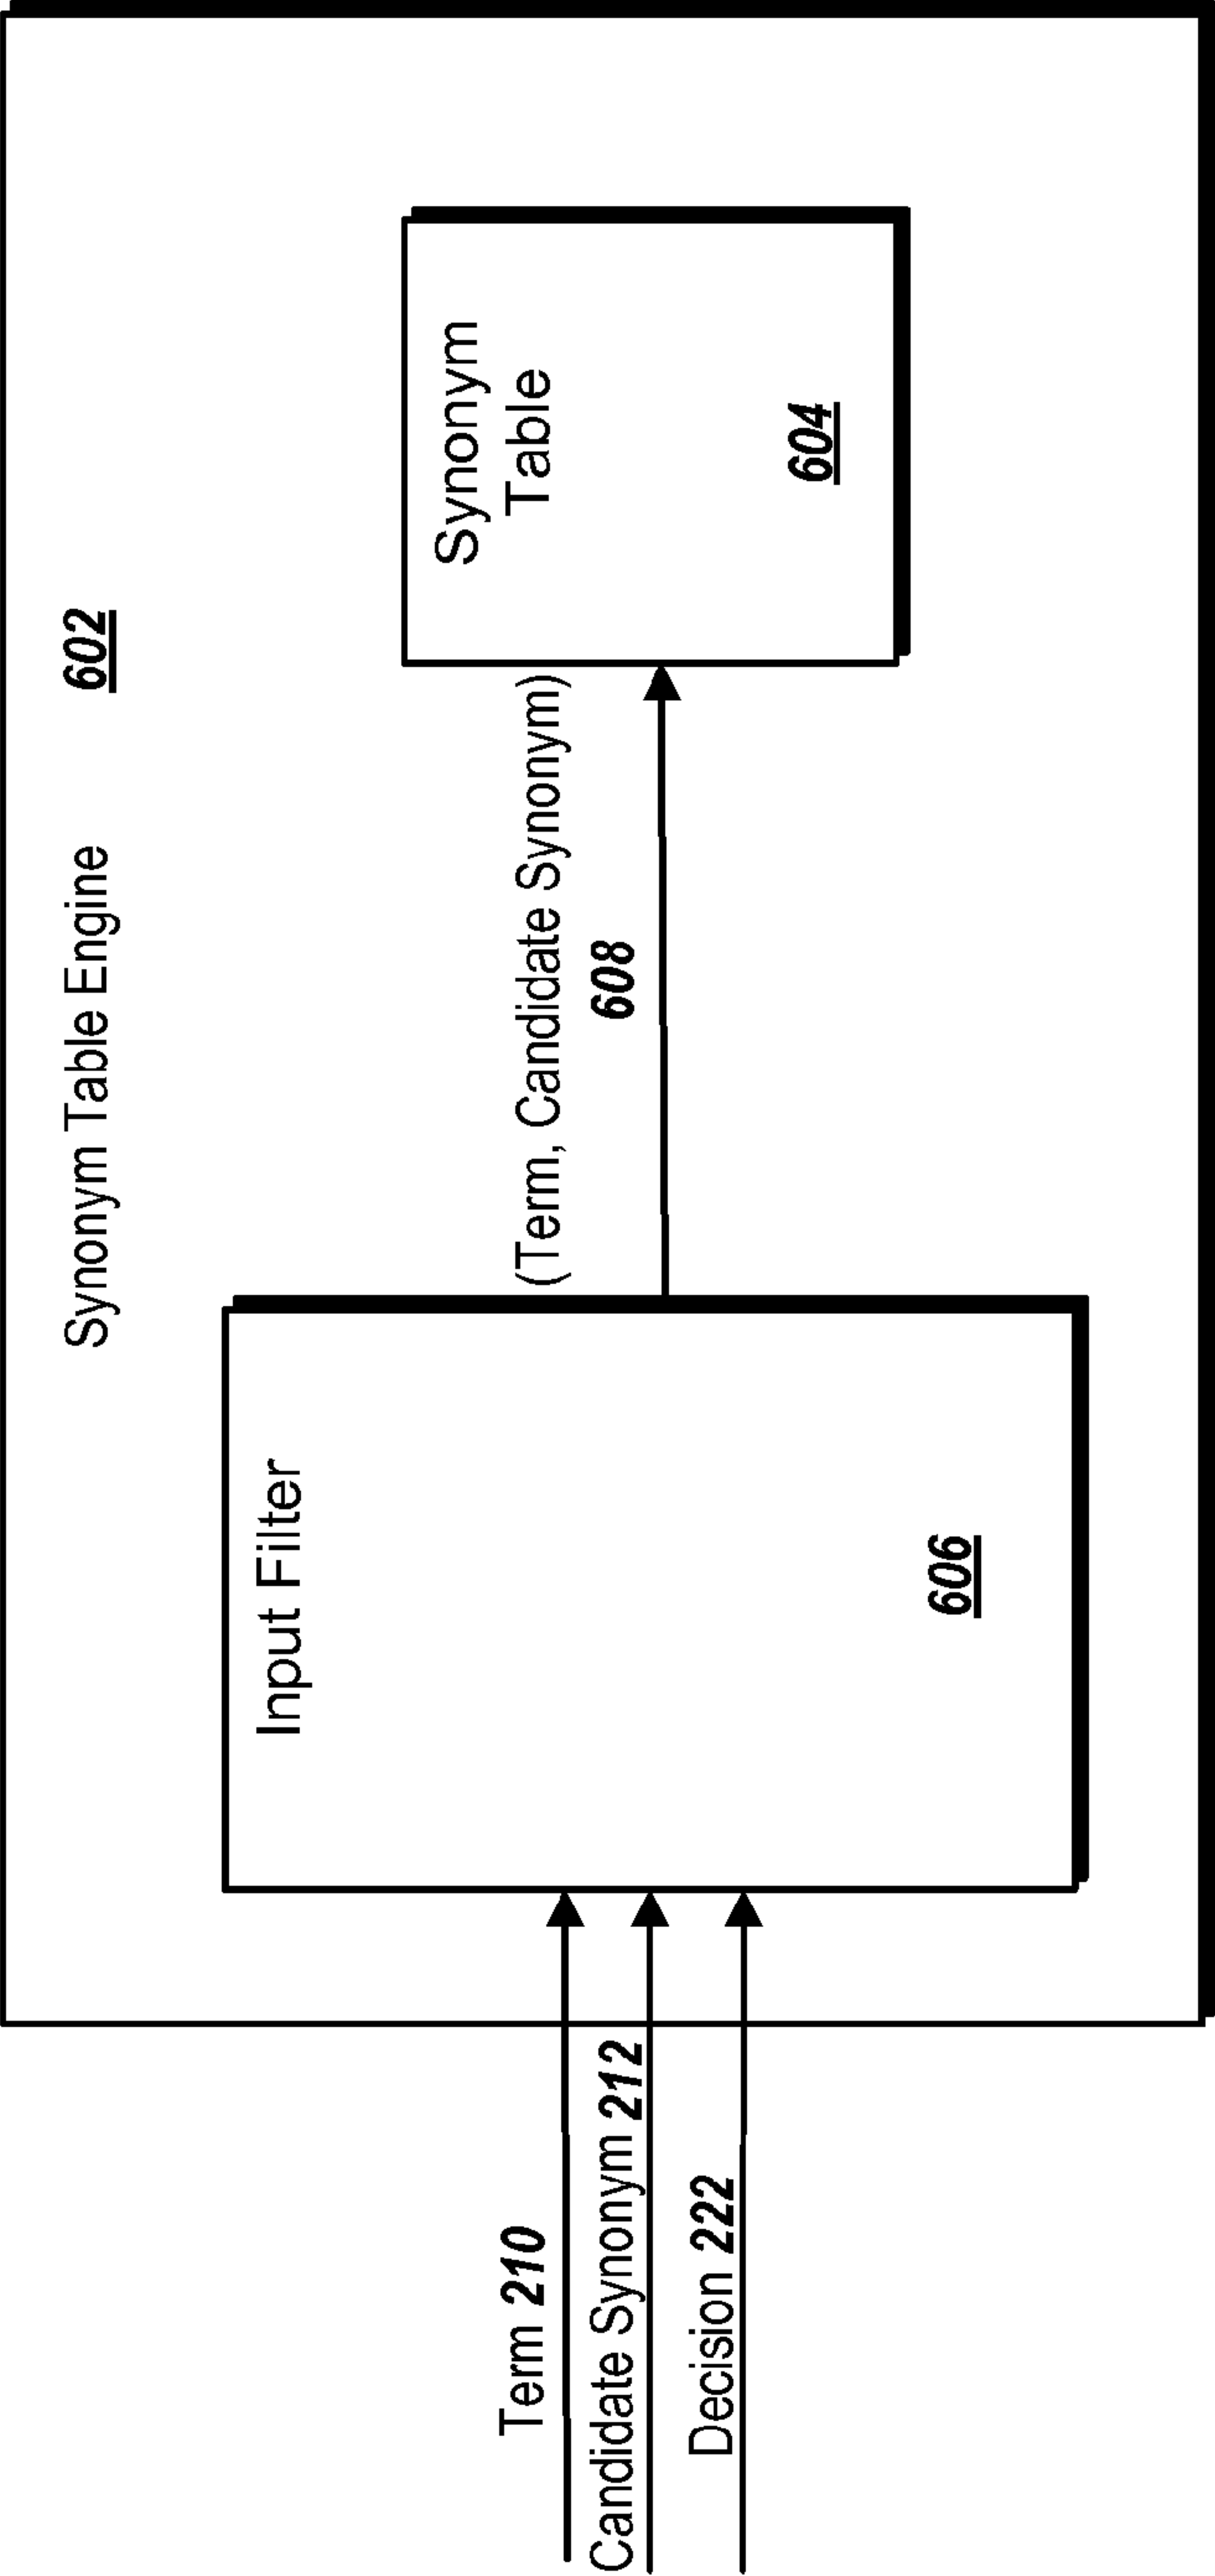 Synonym Table Engine 602
Input Filter
606
Synonym
Table
604
(Term, Candidate Synonym)
608
Term 210
Candidate Synonym 212
Decision 222